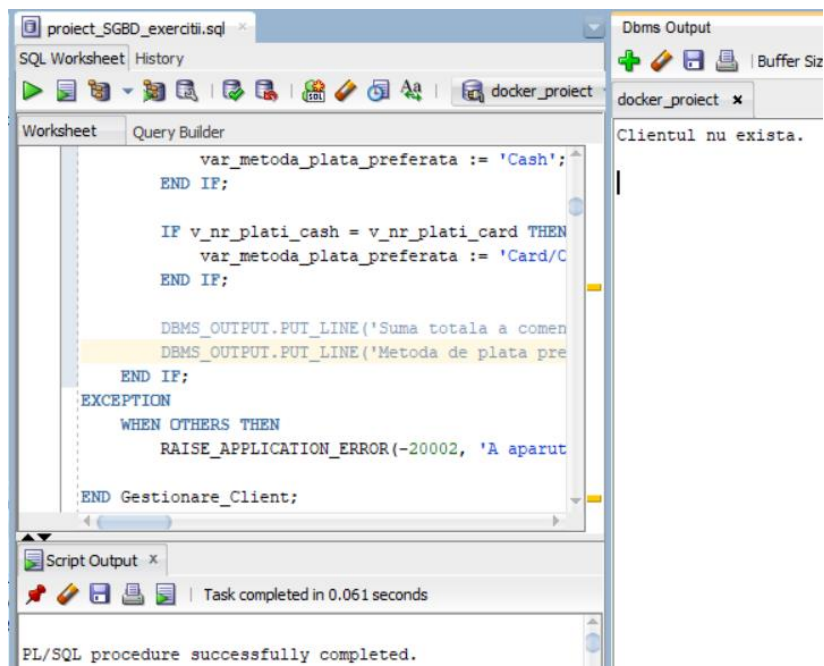 proiect_SGBD_exercitii.sql
SQL Worksheet History
docker_proiect
Worksheet Query Builder
var_metoda_plata_preferata := 'Cash';
END IF;
IF v_nr_plati_cash = v_nr_plati_card THEN
var_metoda_plata_preferata := 'Card/C
END IF;
DBMS_OUTPUT.PUT_LINE('Suma totala a comen
DBMS_OUTPUT.PUT_LINE('Metoda de plata pre
END IF;
EXCEPTION
WHEN OTHERS THEN
RAISE_APPLICATION_ERROR(-20002, 'A aparut
END Gestionare_Client;
Script Output
Task completed in 0.061 seconds
PL/SQL procedure successfully completed.
Dbms Output
Buffer Siz
docker_proiect
Clientul nu exista.